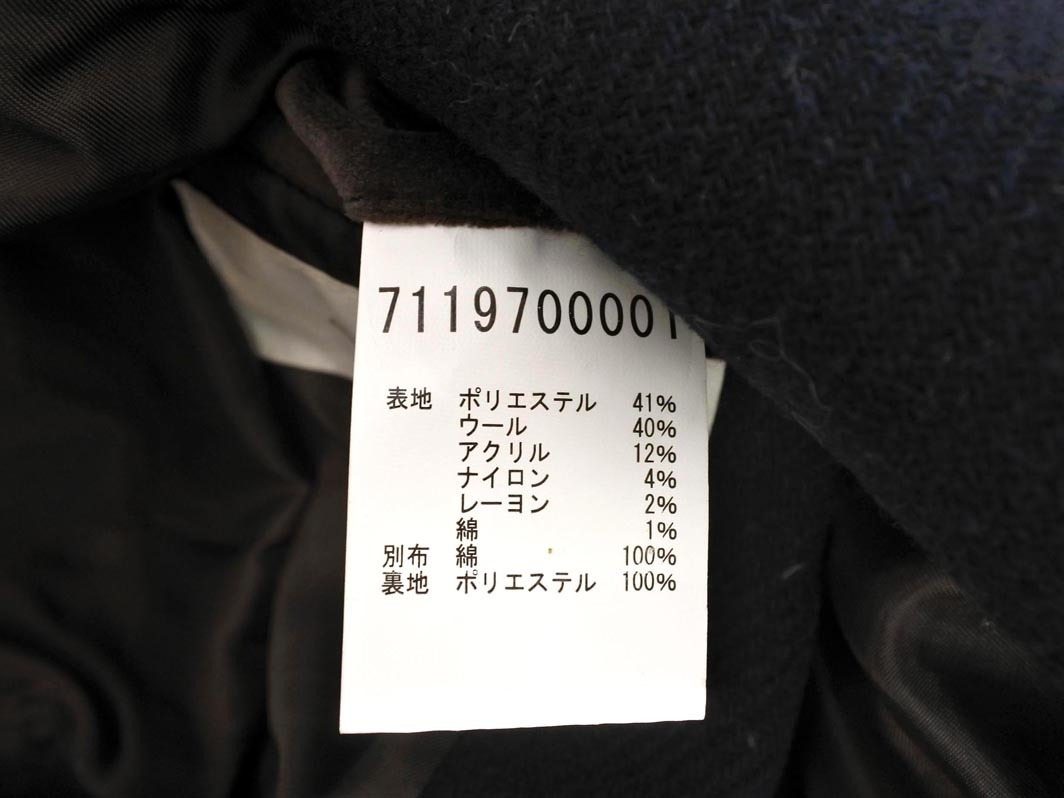 7119700001
表地 ポリエステル 41%
ウール 40%
アクリル 12%
ナイロン 4%
レーヨン 2%
綿 1%
別布 綿 100%
裏地 ポリエステル 100%